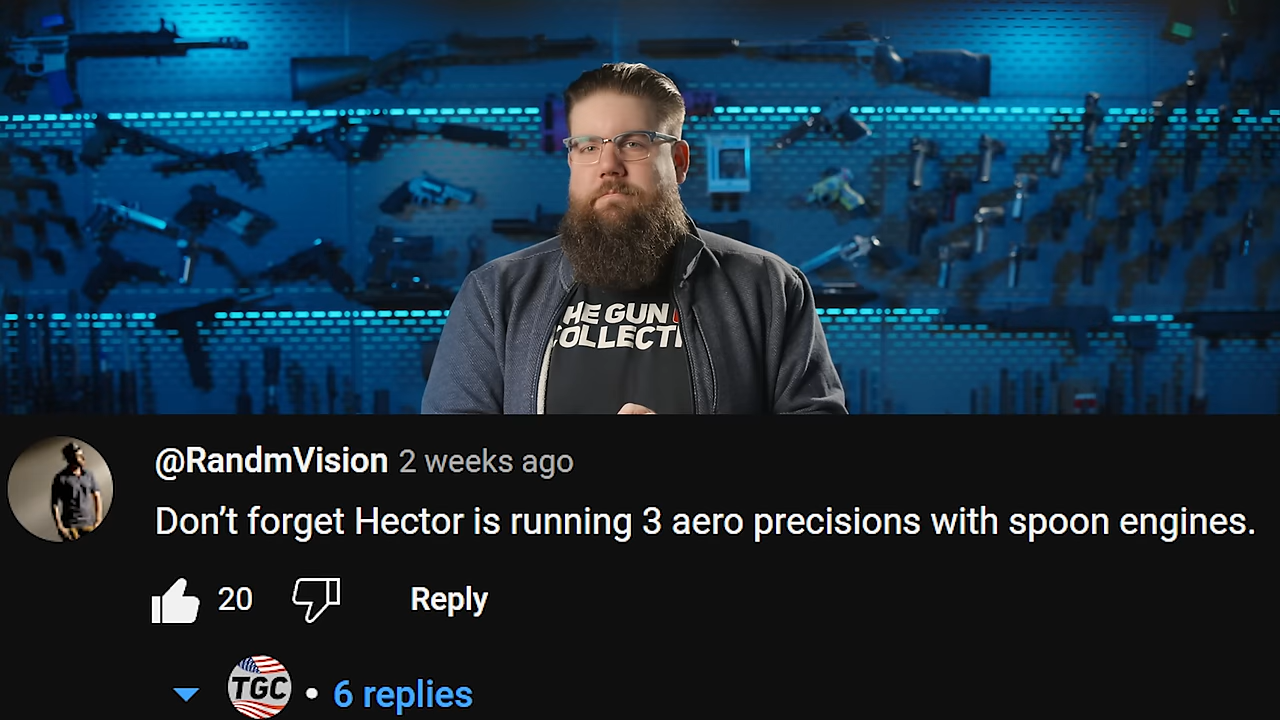 HE GUN
COLLECTI
@RandmVision 2 weeks ago
Don't forget Hector is running 3 aero precisions with spoon engines.
20 Reply
TGC • 6 replies